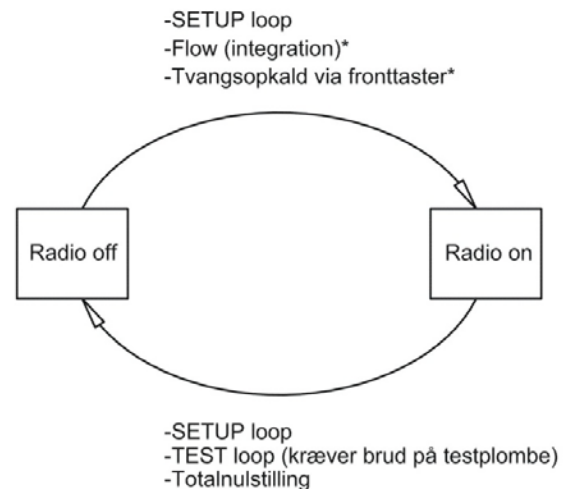 -SETUP loop
-Flow (integration)*
-Tvangsopkald via fronttaster*
Radio off
Radio on
-SETUP loop
-TEST loop (kræver brud på testplombe)
-Totalnulstilling